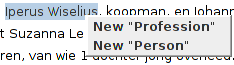 Iperus Wiselius, koopman, en Johann
t Suzanna Le
New "Profession"
New "Person"
ren, van wie 1 dochter jong overleed.